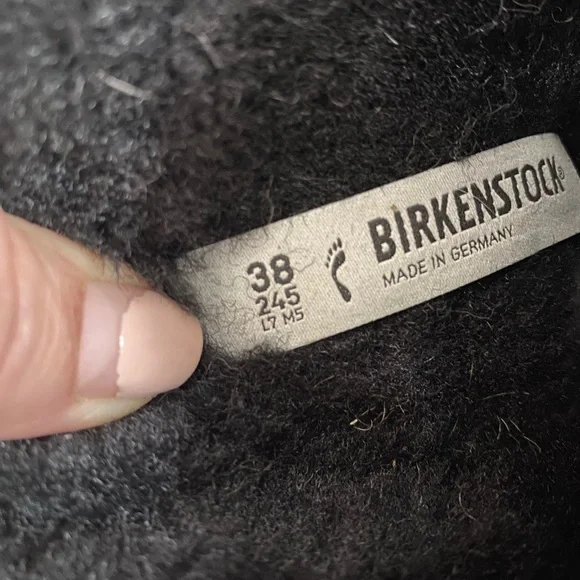 38
245
L7 M5
BIRKENSTOCK®
MADE IN GERMANY